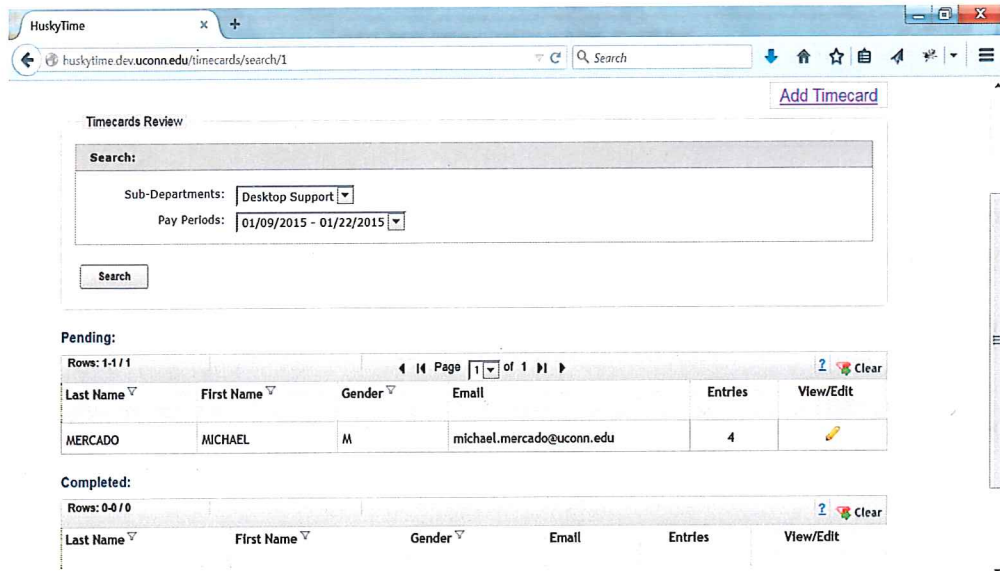 HuskyTime
huskytime.dev.uconn.edu/timecards/search/1
Search
Add Timecard
Timecards Review
Search:
Sub-Departments: Desktop Support
Pay Periods: 01/09/2015 - 01/22/2015
Search
Pending:
Rows: 1-1 / 1 Page 1 of 1 ? Clear
Last Name First Name Gender Email Entries View/Edit
MERCADO MICHAEL M michael.mercado@uconn.edu 4
Completed:
Rows: 0-0 / 0 ? Clear
Last Name First Name Gender Email Entries View/Edit